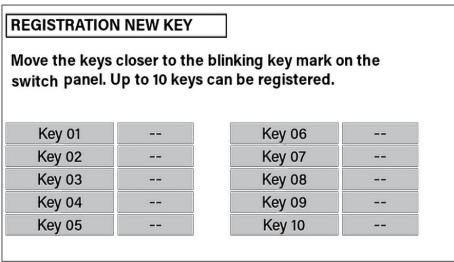 REGISTRATION NEW KEY
Move the keys closer to the blinking key mark on the
switch panel. Up to 10 keys can be registered.
Key 01 -- Key 06 --
Key 02 -- Key 07 --
Key 03 -- Key 08 --
Key 04 -- Key 09 --
Key 05 -- Key 10 --